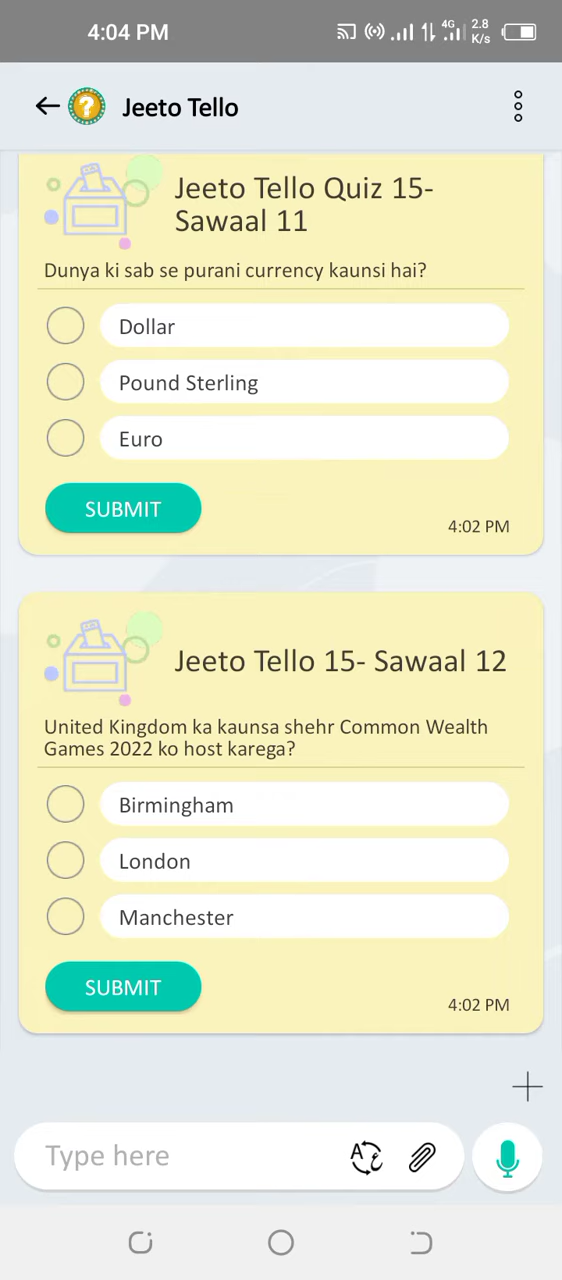 4:04 PM
4G
2.8
K/s
Jeeto Tello
Jeeto Tello Quiz 15-
Sawaal 11
Dunya ki sab se purani currency kaunsi hai?
Dollar
Pound Sterling
Euro
SUBMIT
4:02 PM
Jeeto Tello 15- Sawaal 12
United Kingdom ka kaunsa shehr Common Wealth
Games 2022 ko host karega?
Birmingham
London
Manchester
SUBMIT
4:02 PM
Type here